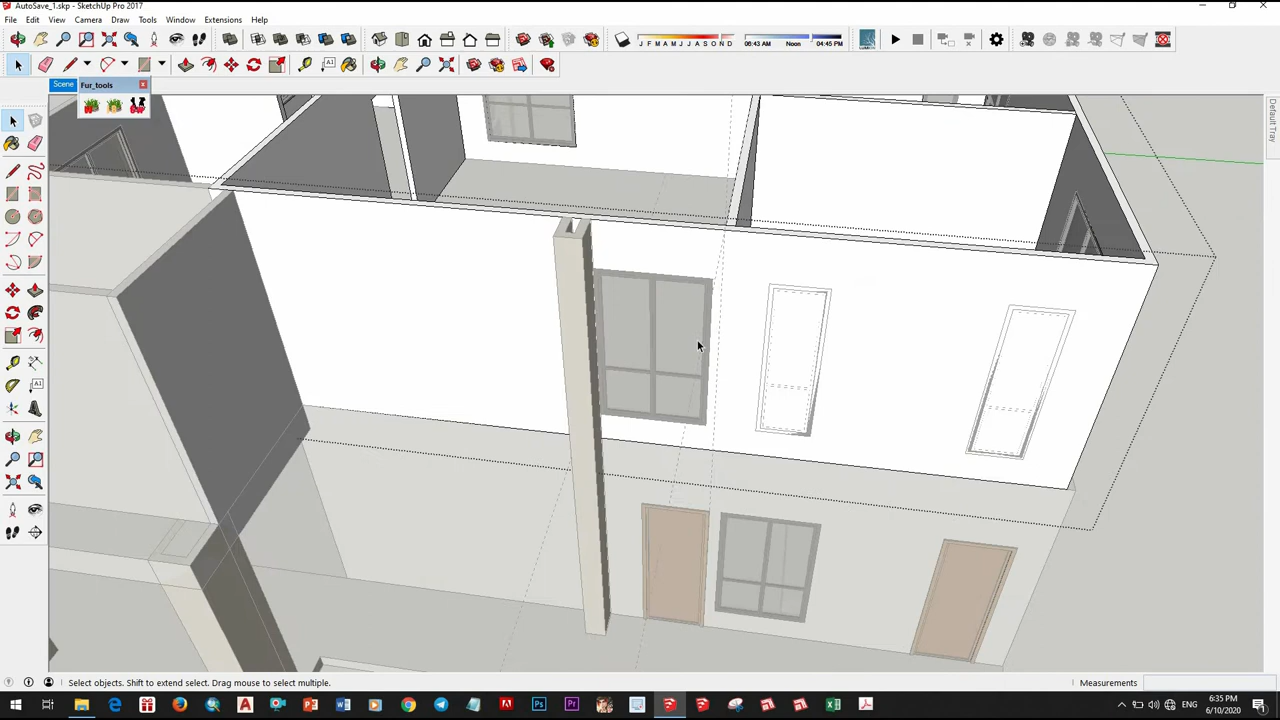 AutoSave_1.skp - SketchUp Pro 2017
File Edit View Camera Draw Tools Window Extensions Help
J F M A M J J A S O N D 06:43 AM Noon 04:45 PM
Scene Fur_tools
Default Tray
Select objects. Shift to extend select. Drag mouse to select multiple. Measurements
6:35 PM
6/10/2020